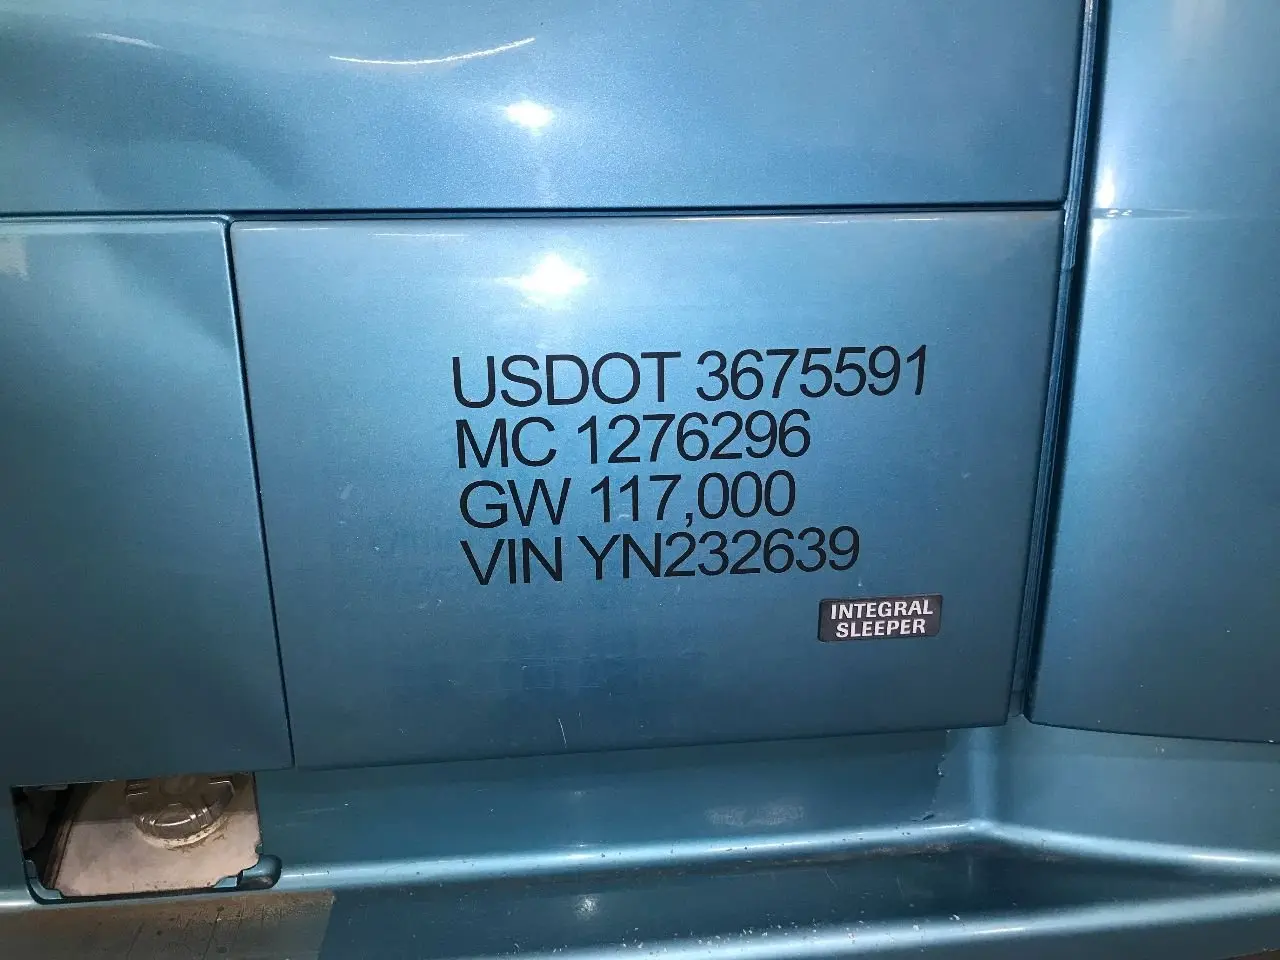 USDOT 3675591
MC 1276296
GW 117,000
VIN YN232639
INTEGRAL
SLEEPER